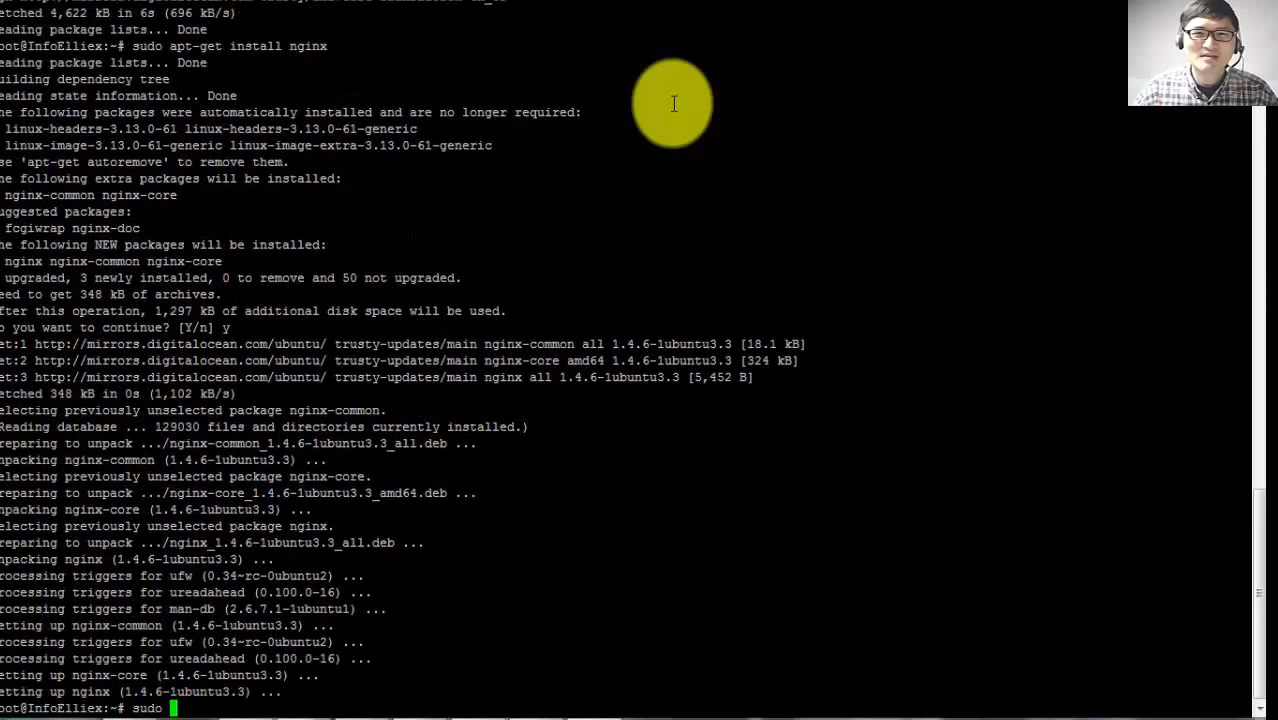 etched 4,622 kB in 6s (696 kB/s)
eading package lists... Done
oot@InfoElliex:~# sudo apt-get install nginx
eading package lists... Done
uilding dependency tree
eading state information... Done
he following packages were automatically installed and are no longer required:
linux-headers-3.13.0-61 linux-headers-3.13.0-61-generic
linux-image-3.13.0-61-generic linux-image-extra-3.13.0-61-generic
se 'apt-get autoremove' to remove them.
he following extra packages will be installed:
nginx-common nginx-core
uggested packages:
fcgiwrap nginx-doc
he following NEW packages will be installed:
nginx nginx-common nginx-core
upgraded, 3 newly installed, 0 to remove and 50 not upgraded.
eed to get 348 kB of archives.
fter this operation, 1,297 kB of additional disk space will be used.
o you want to continue? [Y/n] y
et:1 http://mirrors.digitalocean.com/ubuntu/ trusty-updates/main nginx-common all 1.4.6-1ubuntu3.3 [18.1 kB]
et:2 http://mirrors.digitalocean.com/ubuntu/ trusty-updates/main nginx-core amd64 1.4.6-1ubuntu3.3 [324 kB]
et:3 http://mirrors.digitalocean.com/ubuntu/ trusty-updates/main nginx all 1.4.6-1ubuntu3.3 [5,452 B]
etched 348 kB in 0s (1,102 kB/s)
electing previously unselected package nginx-common.
Reading database ... 129030 files and directories currently installed.)
reparing to unpack .../nginx-common_1.4.6-1ubuntu3.3_all.deb ...
npacking nginx-common (1.4.6-1ubuntu3.3) ...
electing previously unselected package nginx-core.
reparing to unpack .../nginx-core_1.4.6-1ubuntu3.3_amd64.deb ...
npacking nginx-core (1.4.6-1ubuntu3.3) ...
electing previously unselected package nginx.
reparing to unpack .../nginx_1.4.6-1ubuntu3.3_all.deb ...
npacking nginx (1.4.6-1ubuntu3.3) ...
rocessing triggers for ufw (0.34~rc-0ubuntu2) ...
rocessing triggers for ureadahead (0.100.0-16) ...
rocessing triggers for man-db (2.6.7.1-1ubuntu1) ...
etting up nginx-common (1.4.6-1ubuntu3.3) ...
rocessing triggers for ufw (0.34~rc-0ubuntu2) ...
rocessing triggers for ureadahead (0.100.0-16) ...
etting up nginx-core (1.4.6-1ubuntu3.3) ...
etting up nginx (1.4.6-1ubuntu3.3) ...
oot@InfoElliex:~# sudo